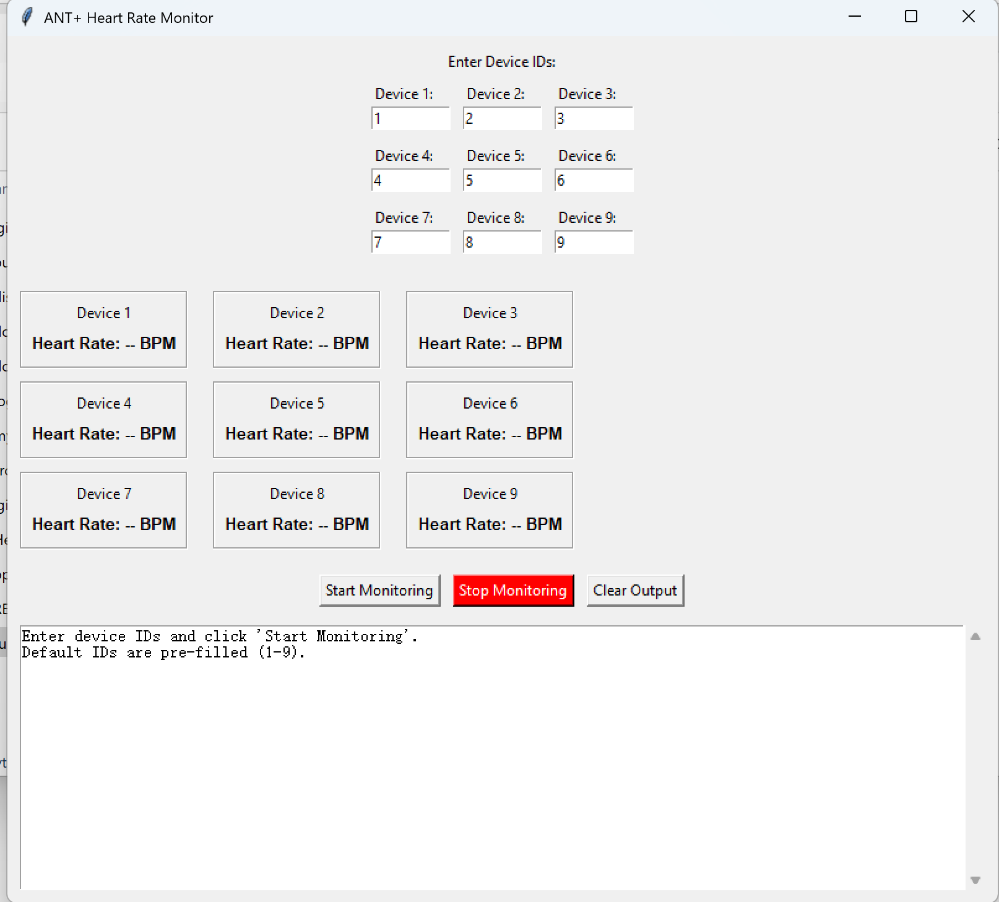 ANT+ Heart Rate Monitor
Enter Device IDs:
Device 1: Device 2: Device 3:
1 2 3
Device 4: Device 5: Device 6:
4 5 6
Device 7: Device 8: Device 9:
7 8 9
Device 1 Device 2 Device 3
Heart Rate: -- BPM Heart Rate: -- BPM Heart Rate: -- BPM
Device 4 Device 5 Device 6
Heart Rate: -- BPM Heart Rate: -- BPM Heart Rate: -- BPM
Device 7 Device 8 Device 9
Heart Rate: -- BPM Heart Rate: -- BPM Heart Rate: -- BPM
Start Monitoring Stop Monitoring Clear Output
Enter device IDs and click 'Start Monitoring'.
Default IDs are pre-filled (1-9).